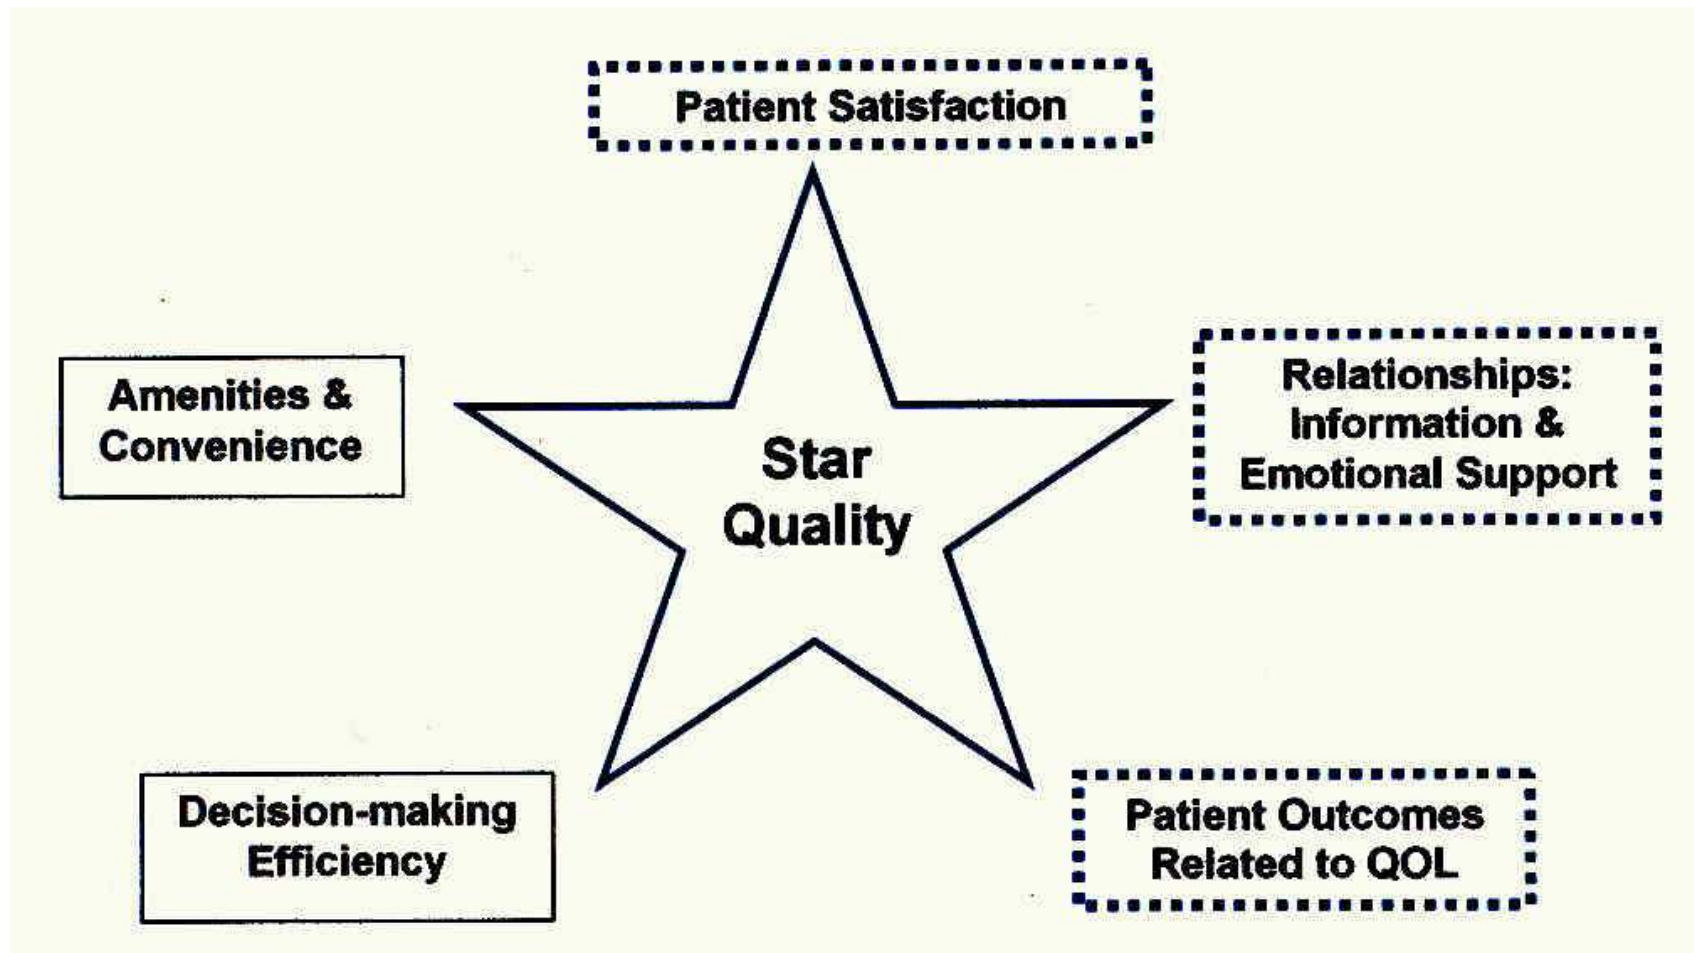 Patient Satisfaction
Amenities &
Convenience
Star
Quality
Relationships:
Information &
Emotional Support
Decision-making
Efficiency
Patient Outcomes
Related to QOL